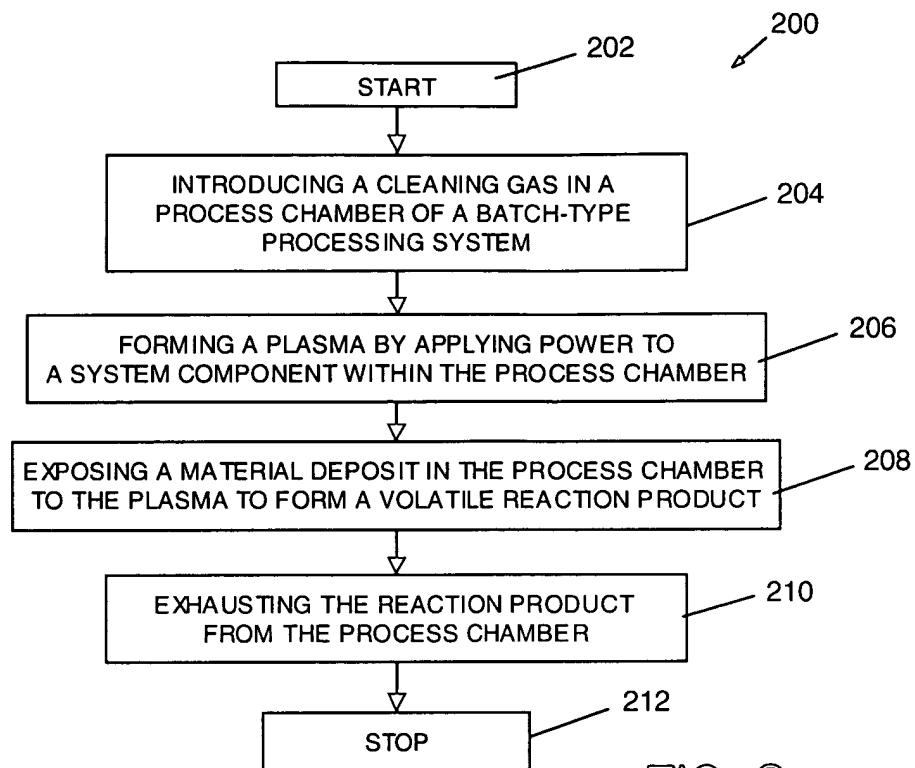 200
202
START
INTRODUCING A CLEANING GAS IN A
PROCESS CHAMBER OF A BATCH-TYPE
PROCESSING SYSTEM
204
FORMING A PLASMA BY APPLYING POWER TO
A SYSTEM COMPONENT WITHIN THE PROCESS CHAMBER
206
EXPOSING A MATERIAL DEPOSIT IN THE PROCESS CHAMBER
TO THE PLASMA TO FORM A VOLATILE REACTION PRODUCT
208
EXHAUSTING THE REACTION PRODUCT
FROM THE PROCESS CHAMBER
210
STOP
212